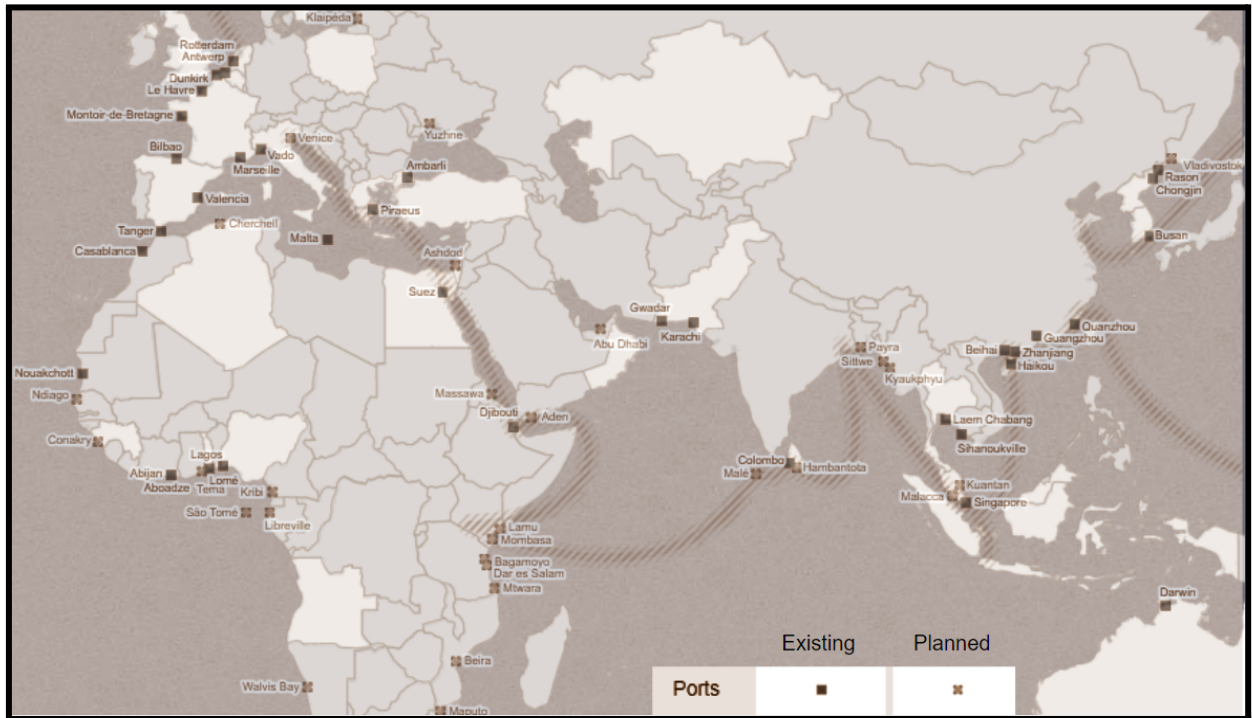 Klaipéda
Rotterdam
Antwerp
Dunkirk
Le Havre
Montoir-de-Bretagne
Bilbao
Venice
Vado
Marseille
Yuzhne
Ambarli
Valencia
Piraeus
Cherchell
Tanger
Malta
Casablanca
Ashdod
Suez
Vladivostok
Rason
Chongjin
Busan
Gwadar
Karachi
Abu Dhabi
Quanzhou
Guangzhou
Beihai
Zhanjiang
Haikou
Payra
Sittwe
Kyaukphyu
Nouakchott
Ndiago
Massawa
Djibouti
Aden
Laem Chabang
Sihanoukville
Conakry
Lagos
Abijan
Lomé
Aboadze
Tema
Kribi
São Tomé
Libreville
Colombo
Malé
Hambantota
Kuantan
Malacca
Singapore
Lamu
Mombasa
Bagamoyo
Dar es Salam
Mtwara
Darwin
Beira
Walvis Bay
Maputo
Existing
Planned
Ports